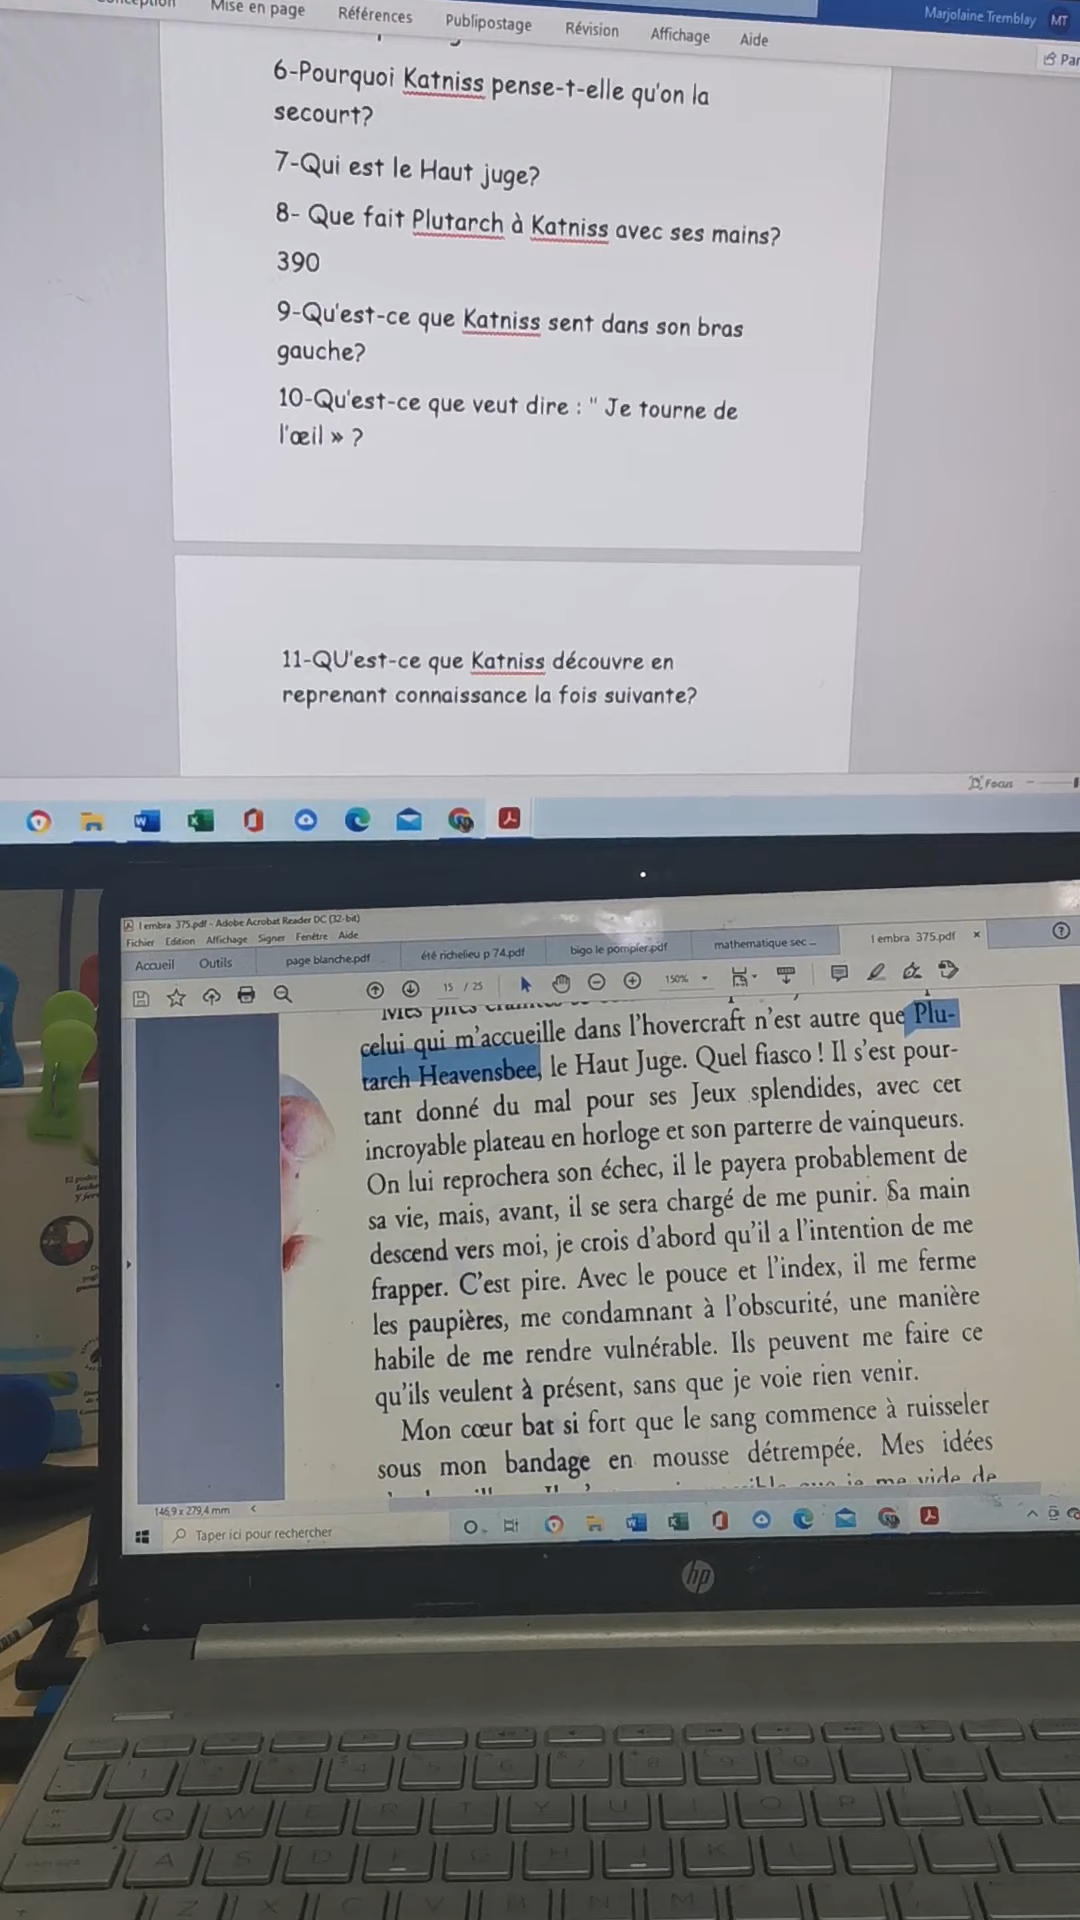 Mise en page Références Publipostage Révision Affichage Aide
Marjolaine Tremblay MT
6-Pourquoi Katniss pense-t-elle qu'on la
secourt?
7-Qui est le Haut juge?
8- Que fait Plutarch à Katniss avec ses mains?
390
9-Qu'est-ce que Katniss sent dans son bras
gauche?
10-Qu'est-ce que veut dire : " Je tourne de
l'œil » ?
11-QU'est-ce que Katniss découvre en
reprenant connaissance la fois suivante?
Focus
l embra 375.pdf - Adobe Acrobat Reader DC (32-bit)
Fichier Edition Affichage Signer Fenêtre Aide
Accueil Outils page blanche.pdf été richelieu p 74.pdf bigo le pompier.pdf mathematique sec ... l embra 375.pdf ×
15 / 25 150%
Mes pires
celui qui m'accueille dans l'hovercraft n'est autre que Plu-
tarch Heavensbee, le Haut Juge. Quel fiasco ! Il s'est pour-
tant donné du mal pour ses Jeux splendides, avec cet
incroyable plateau en horloge et son parterre de vainqueurs.
On lui reprochera son échec, il le payera probablement de
sa vie, mais, avant, il se sera chargé de me punir. Sa main
descend vers moi, je crois d'abord qu'il a l'intention de me
frapper. C'est pire. Avec le pouce et l'index, il me ferme
les paupières, me condamnant à l'obscurité, une manière
habile de me rendre vulnérable. Ils peuvent me faire ce
qu'ils veulent à présent, sans que je voie rien venir.
Mon cœur bat si fort que le sang commence à ruisseler
sous mon bandage en mousse détrempée. Mes idées
que je me vide de
146,9 x 279,4 mm
Taper ici pour rechercher
hp
Q W E R T Y U I O P
A S D F G H J K L
Z X C V B N M